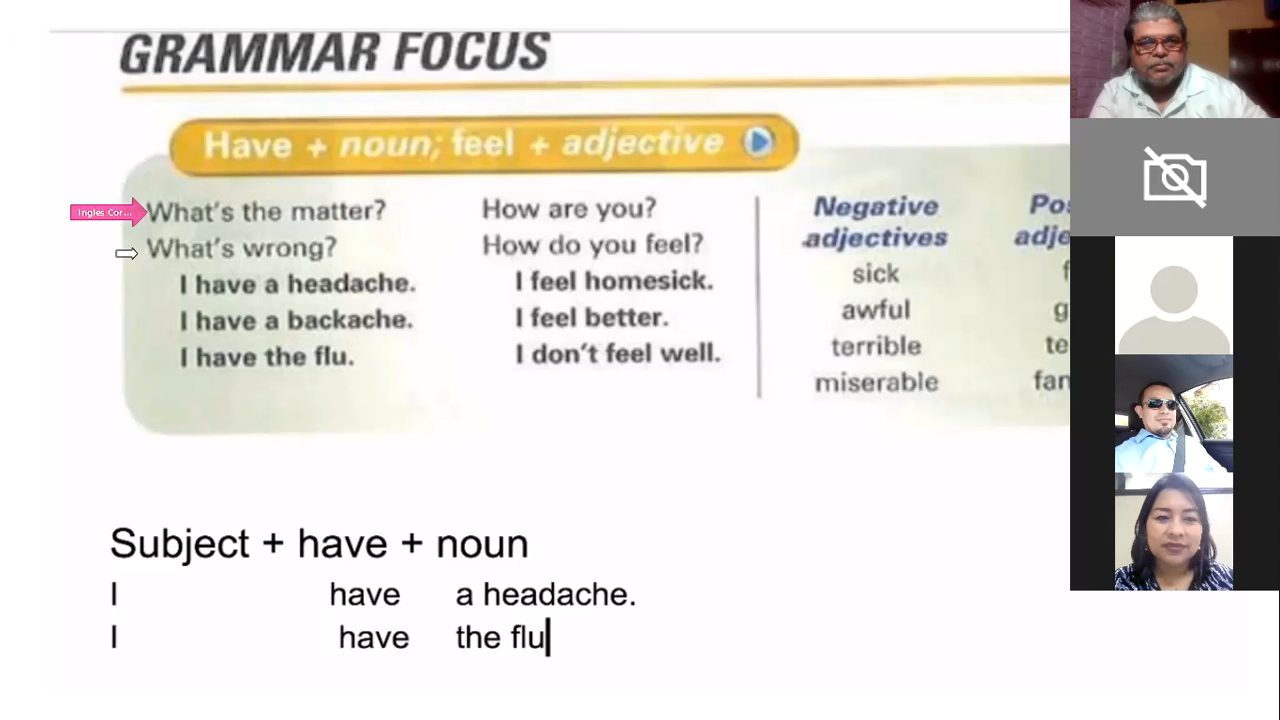 GRAMMAR FOCUS
Have + noun; feel + adjective
Ingles Cor...
What's the matter?
What's wrong?
I have a headache.
I have a backache.
I have the flu.
How are you?
How do you feel?
I feel homesick.
I feel better.
I don't feel well.
Negative
adjectives
sick
awful
terrible
miserable
Subject + have + noun
I have a headache.
I have the flu